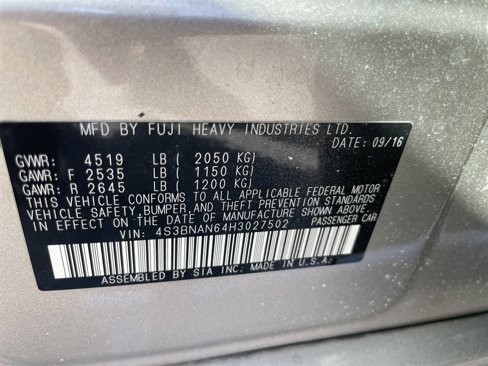 MFD BY FUJI HEAVY INDUSTRIES LTD.
DATE: 09/16
GVWR: 4519 LB ( 2050 KG)
GAWR: F 2535 LB ( 1150 KG)
GAWR: R 2645 LB ( 1200 KG)
THIS VEHICLE CONFORMS TO ALL APPLICABLE FEDERAL MOTOR
VEHICLE SAFETY, BUMPER, AND THEFT PREVENTION STANDARDS
IN EFFECT ON THE DATE OF MANUFACTURE SHOWN ABOVE.
VIN: 4S3BNAN64H3027502 PASSENGER CAR
ASSEMBLED BY SIA INC: MADE IN U.S.A.